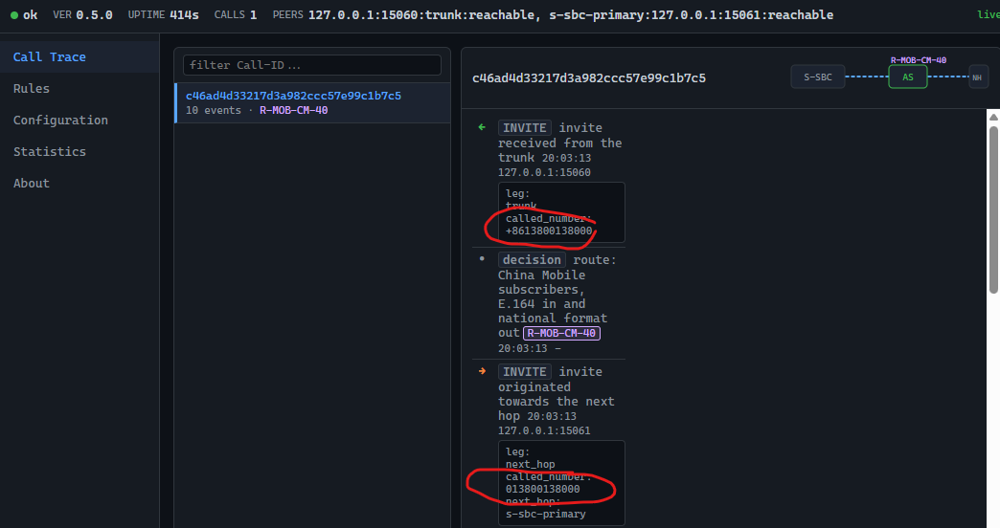 ok VER 0.5.0 UPTIME 414s CALLS 1 PEERS 127.0.0.1:15060:trunk:reachable, s-sbc-primary:127.0.0.1:15061:reachable live
Call Trace
Rules
Configuration
Statistics
About
filter Call-ID...
c46ad4d33217d3a982ccc57e99c1b7c5
10 events · R-MOB-CM-40
c46ad4d33217d3a982ccc57e99c1b7c5
R-MOB-CM-40
S-SBC AS NH
← INVITE invite
received from the
trunk 20:03:13
127.0.0.1:15060
leg:
trunk
called_number:
+8613800138000
• decision route:
China Mobile
subscribers,
E.164 in and
national format
out R-MOB-CM-40
20:03:13 –
→ INVITE invite
originated
towards the next
hop 20:03:13
127.0.0.1:15061
leg:
next_hop
called_number:
013800138000
next_hop:
s-sbc-primary